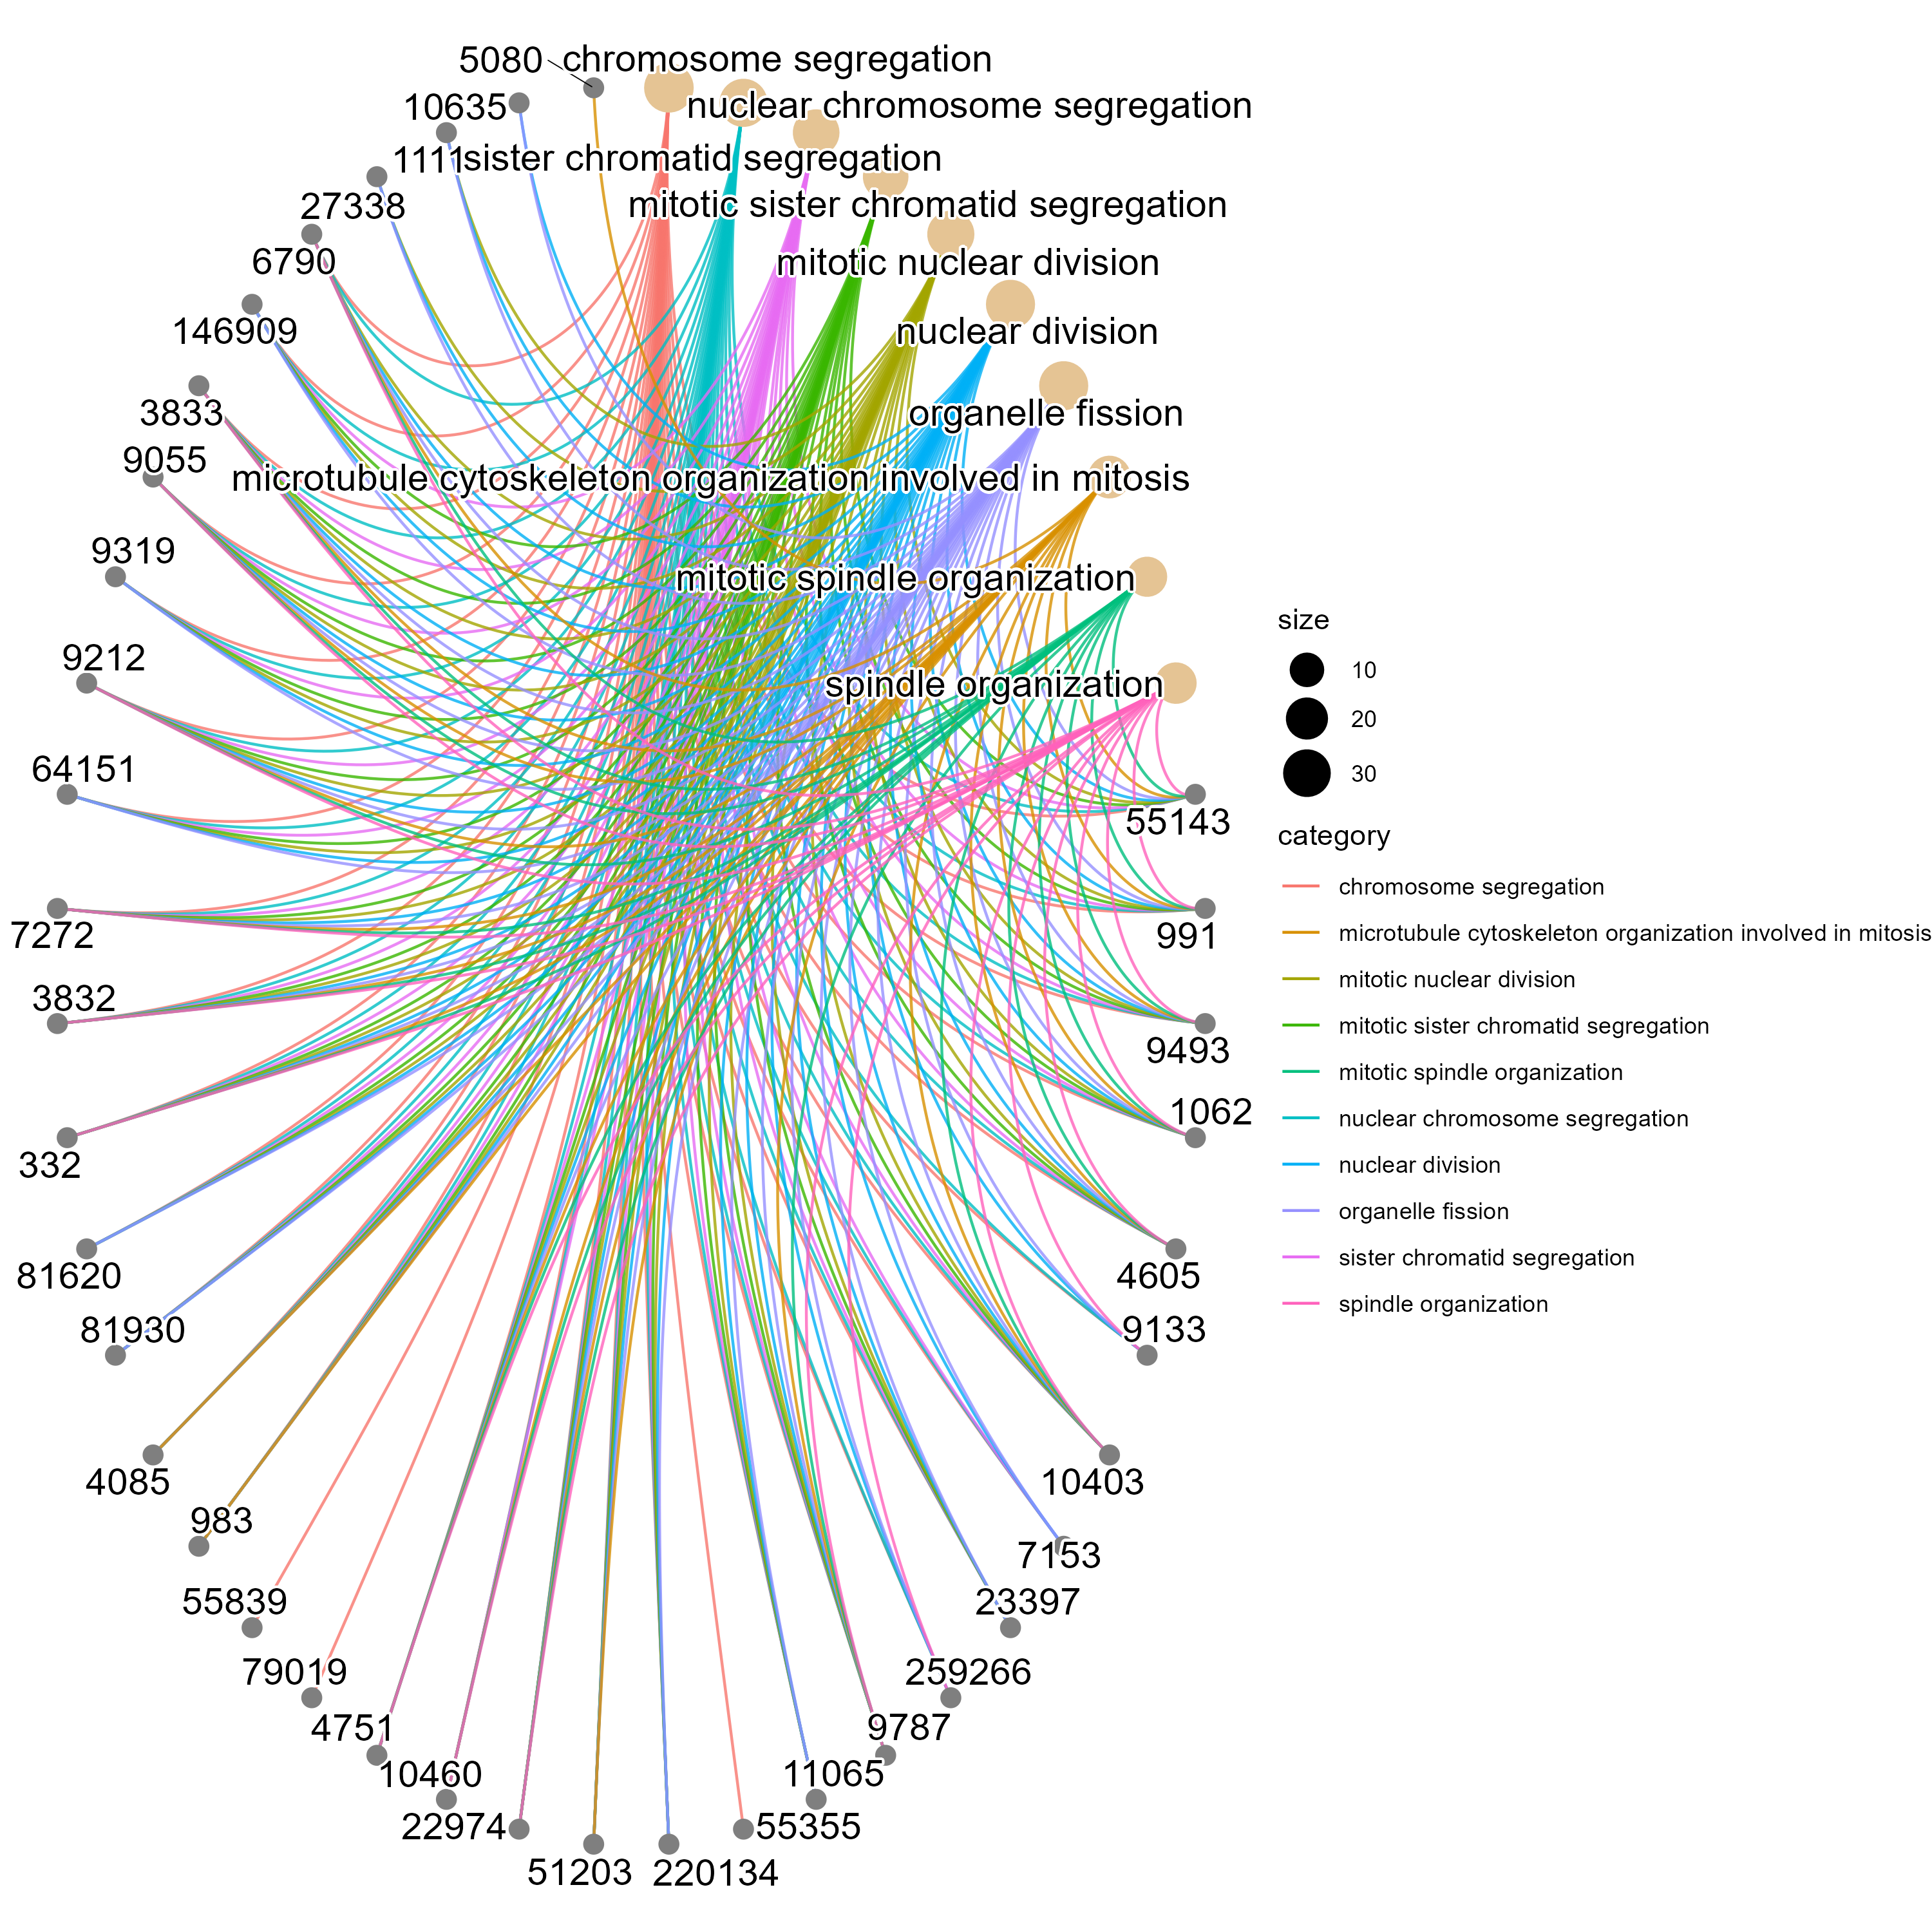 5080
chromosome segregation
10635
nuclear chromosome segregation
1111
sister chromatid segregation
27338
mitotic sister chromatid segregation
6790
mitotic nuclear division
146909
nuclear division
3833
organelle fission
9055
microtubule cytoskeleton organization involved in mitosis
9319
mitotic spindle organization
9212
spindle organization
64151
55143
7272
991
3832
9493
332
1062
81620
4605
81930
9133
4085
10403
983
7153
55839
23397
79019
259266
4751
9787
10460
11065
22974
55355
51203
220134
size
10
20
30
category
chromosome segregation
microtubule cytoskeleton organization involved in mitosis
mitotic nuclear division
mitotic sister chromatid segregation
mitotic spindle organization
nuclear chromosome segregation
nuclear division
organelle fission
sister chromatid segregation
spindle organization